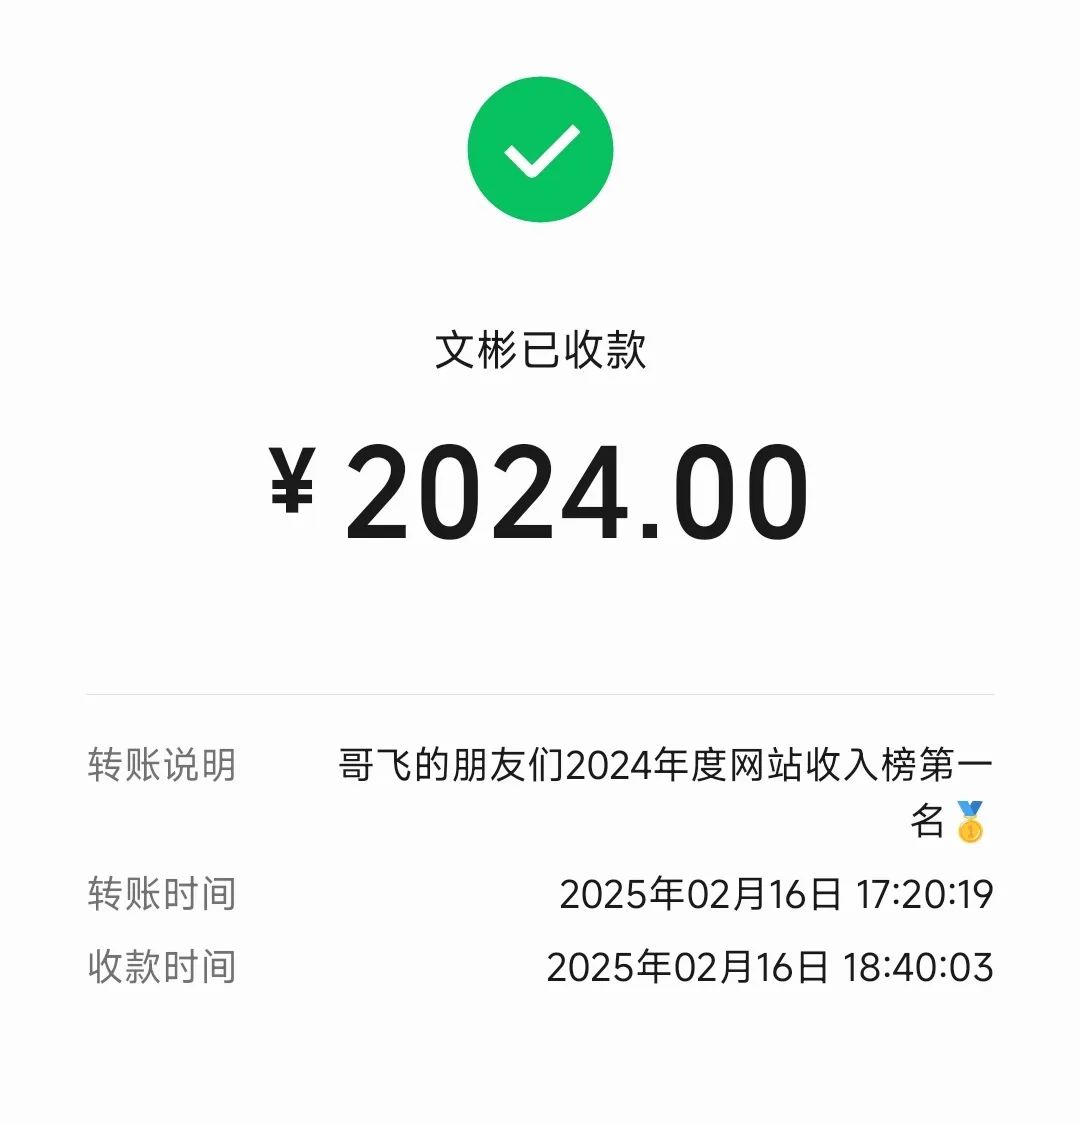 文彬已收款
¥2024.00
转账说明 哥飞的朋友们2024年度网站收入榜第一
名🥇
转账时间 2025年02月16日 17:20:19
收款时间 2025年02月16日 18:40:03